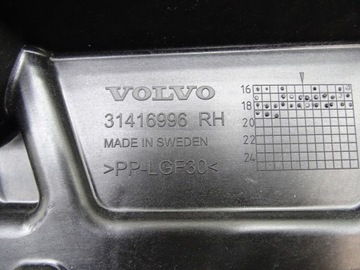 VOLVO
31416996 RH
MADE IN SWEDEN
>PP-LGF30<
16
18
20
22
24